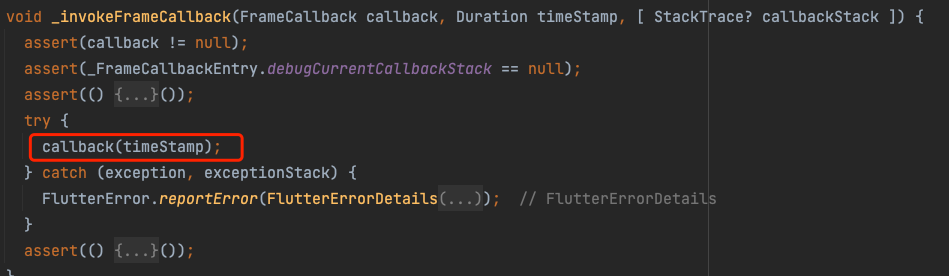 void _invokeFrameCallback(FrameCallback callback, Duration timeStamp, [ StackTrace? callbackStack ]) {
assert(callback != null);
assert(_FrameCallbackEntry.debugCurrentCallbackStack == null);
assert(() {...}());
try {
callback(timeStamp);
} catch (exception, exceptionStack) {
FlutterError.reportError(FlutterErrorDetails(...));  // FlutterErrorDetails
}
assert(() {...}());
}